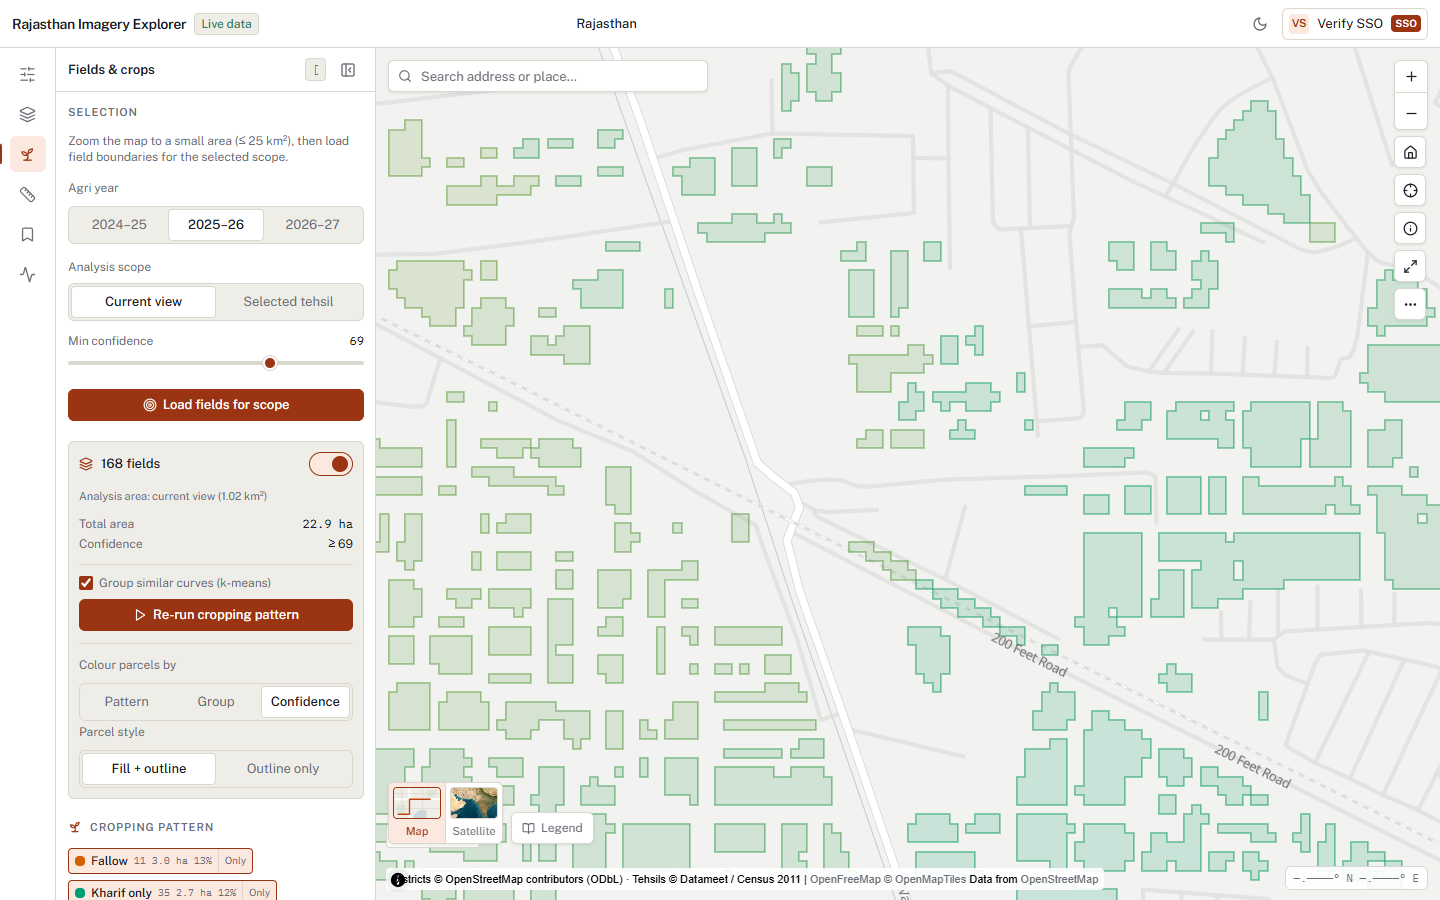 Rajasthan Imagery Explorer
Live data
Rajasthan
VS
Verify SSO
SSO
Fields & crops
Search address or place...
SELECTION
Zoom the map to a small area (≤ 25 km²), then load
field boundaries for the selected scope.
Agri year
2024–25
2025–26
2026–27
Analysis scope
Current view
Selected tehsil
Min confidence
69
Load fields for scope
168 fields
Analysis area: current view (1.02 km²)
Total area
22.9 ha
Confidence
≥69
Group similar curves (k-means)
Re-run cropping pattern
Colour parcels by
Pattern
Group
Confidence
Parcel style
Fill + outline
Outline only
CROPPING PATTERN
Fallow 11 3.0 ha 13% Only
Kharif only 35 2.7 ha 12% Only
200 Feet Road
200 Feet Road
Map
Satellite
Legend
stricts © OpenStreetMap contributors (ODbL) · Tehsils © Datameet / Census 2011 | OpenFreeMap © OpenMapTiles Data from OpenStreetMap
—.————° N —.————° E